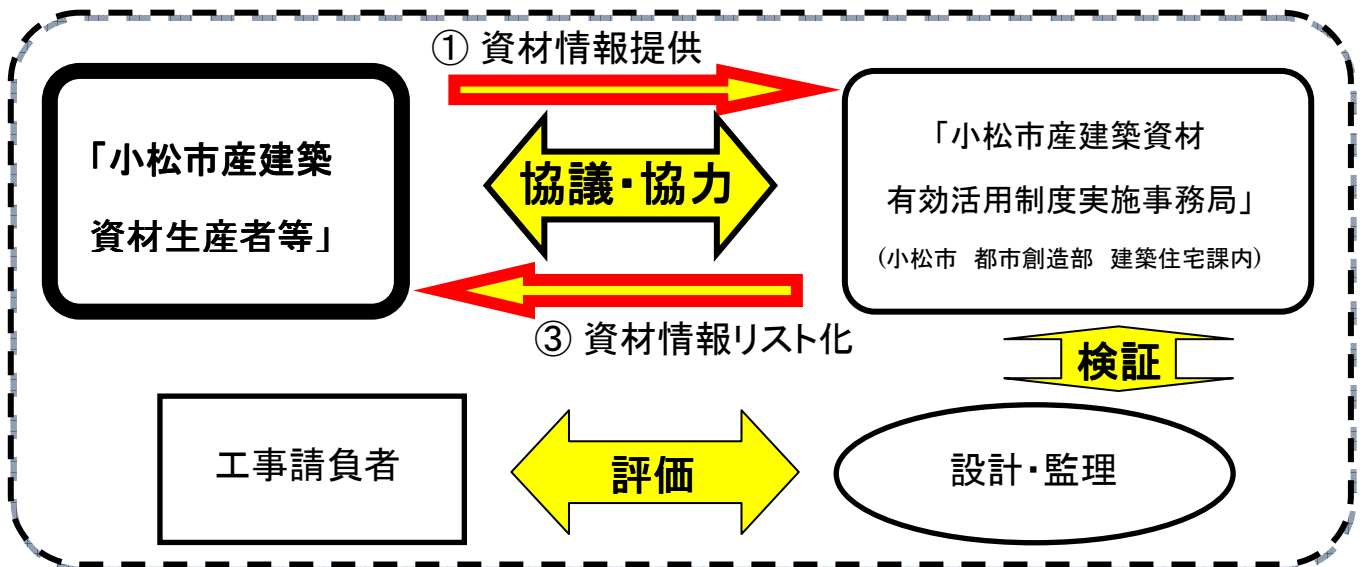 ① 資材情報提供
「小松市産建築
資材生産者等」
協議・協力
「小松市産建築資材
有効活用制度実施事務局」
(小松市 都市創造部 建築住宅課内)
③ 資材情報リスト化
検証
工事請負者
評価
設計・監理